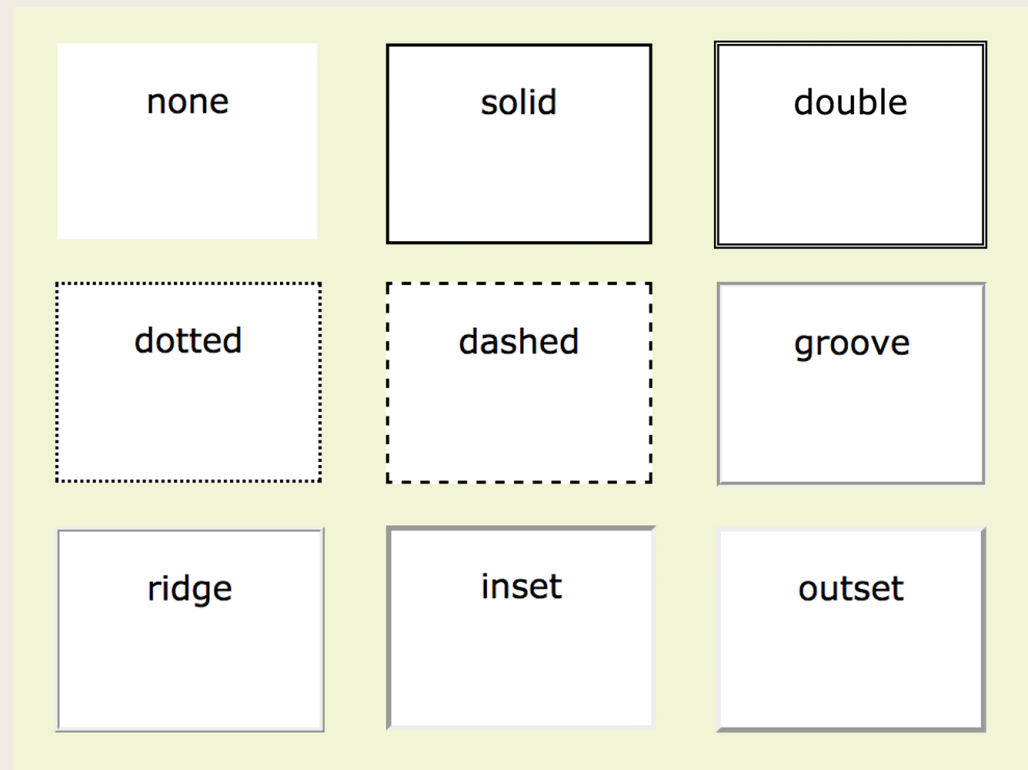 none
solid
double
dotted
dashed
groove
ridge
inset
outset